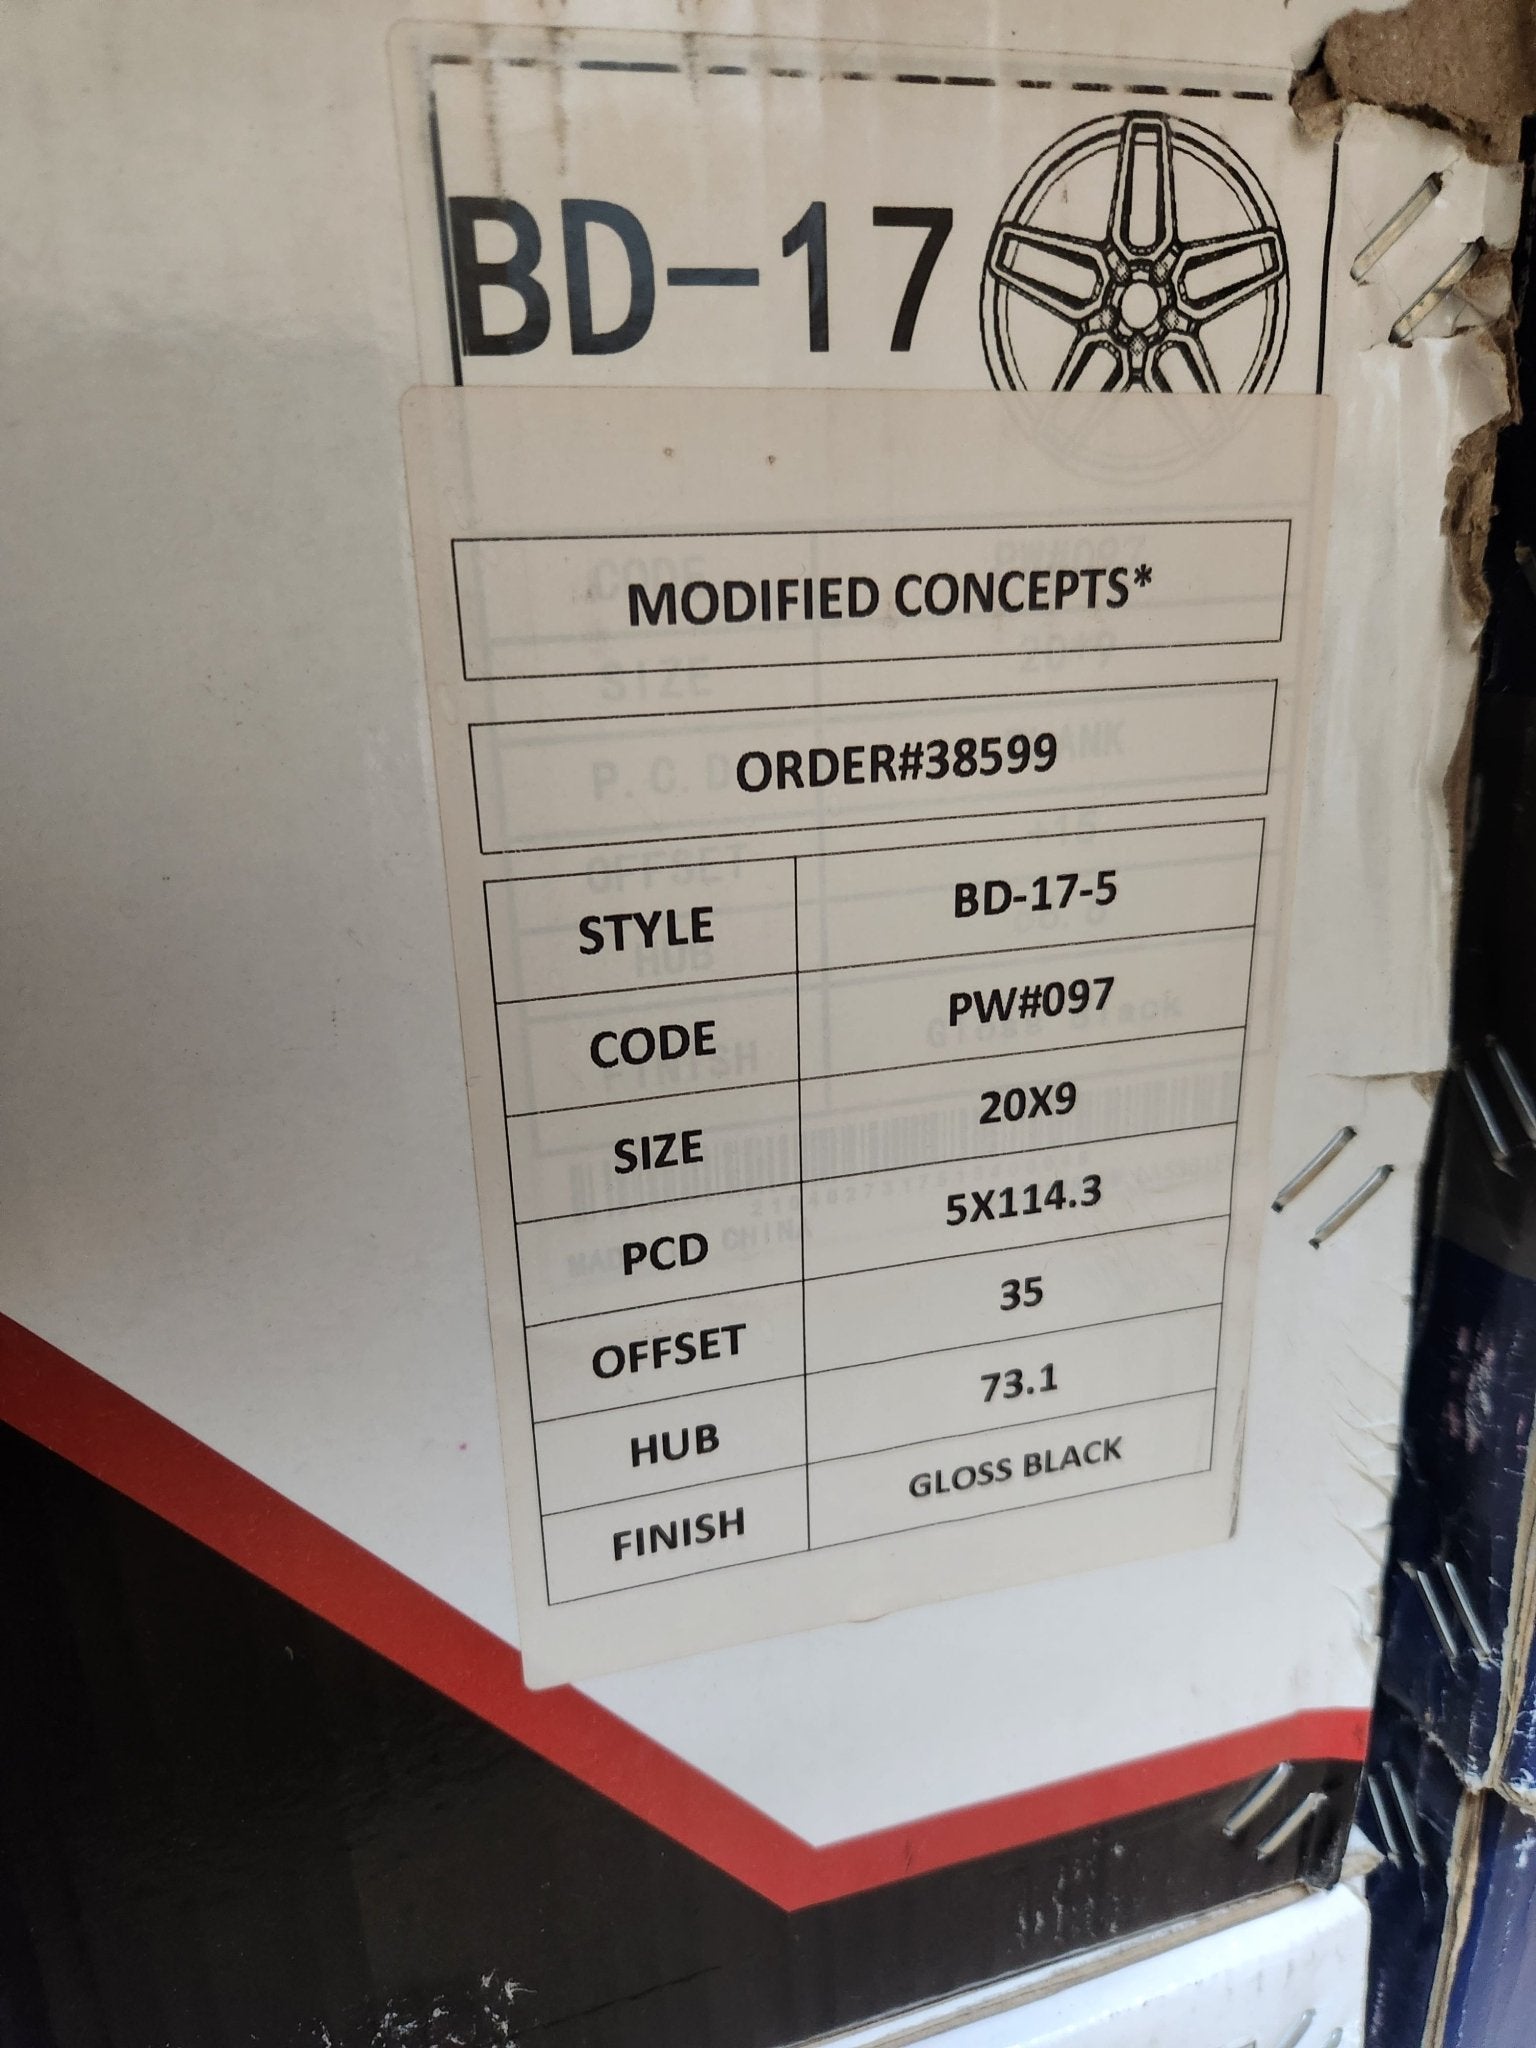 BD-17
MODIFIED CONCEPTS*
ORDER#38599
STYLE BD-17-5
CODE PW#097
SIZE 20X9
PCD 5X114.3
OFFSET 35
HUB 73.1
FINISH GLOSS BLACK